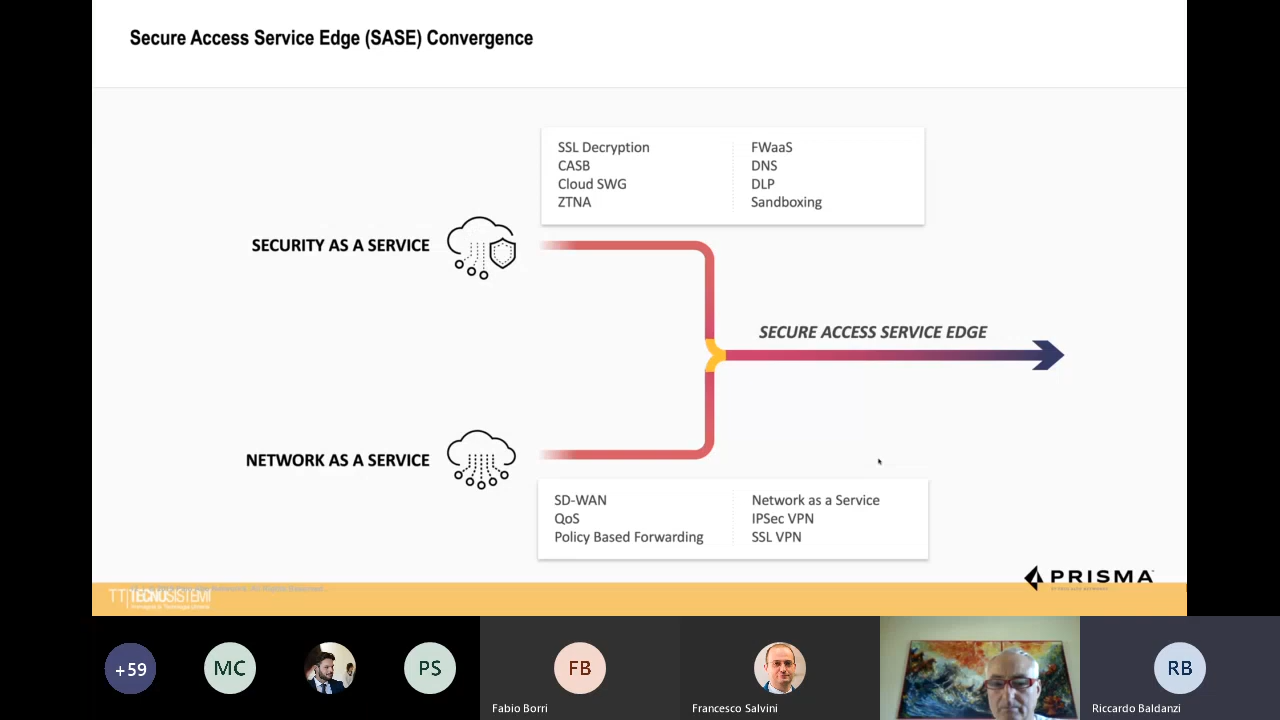 Secure Access Service Edge (SASE) Convergence
SSL Decryption
CASB
Cloud SWG
ZTNA
FWaaS
DNS
DLP
Sandboxing
SECURITY AS A SERVICE
SECURE ACCESS SERVICE EDGE
NETWORK AS A SERVICE
SD-WAN
QoS
Policy Based Forwarding
Network as a Service
IPSec VPN
SSL VPN
PRISMA
TECNOSISTEMI
+59
MC
PS
FB
RB
Fabio Borri
Francesco Salvini
Riccardo Baldanzi